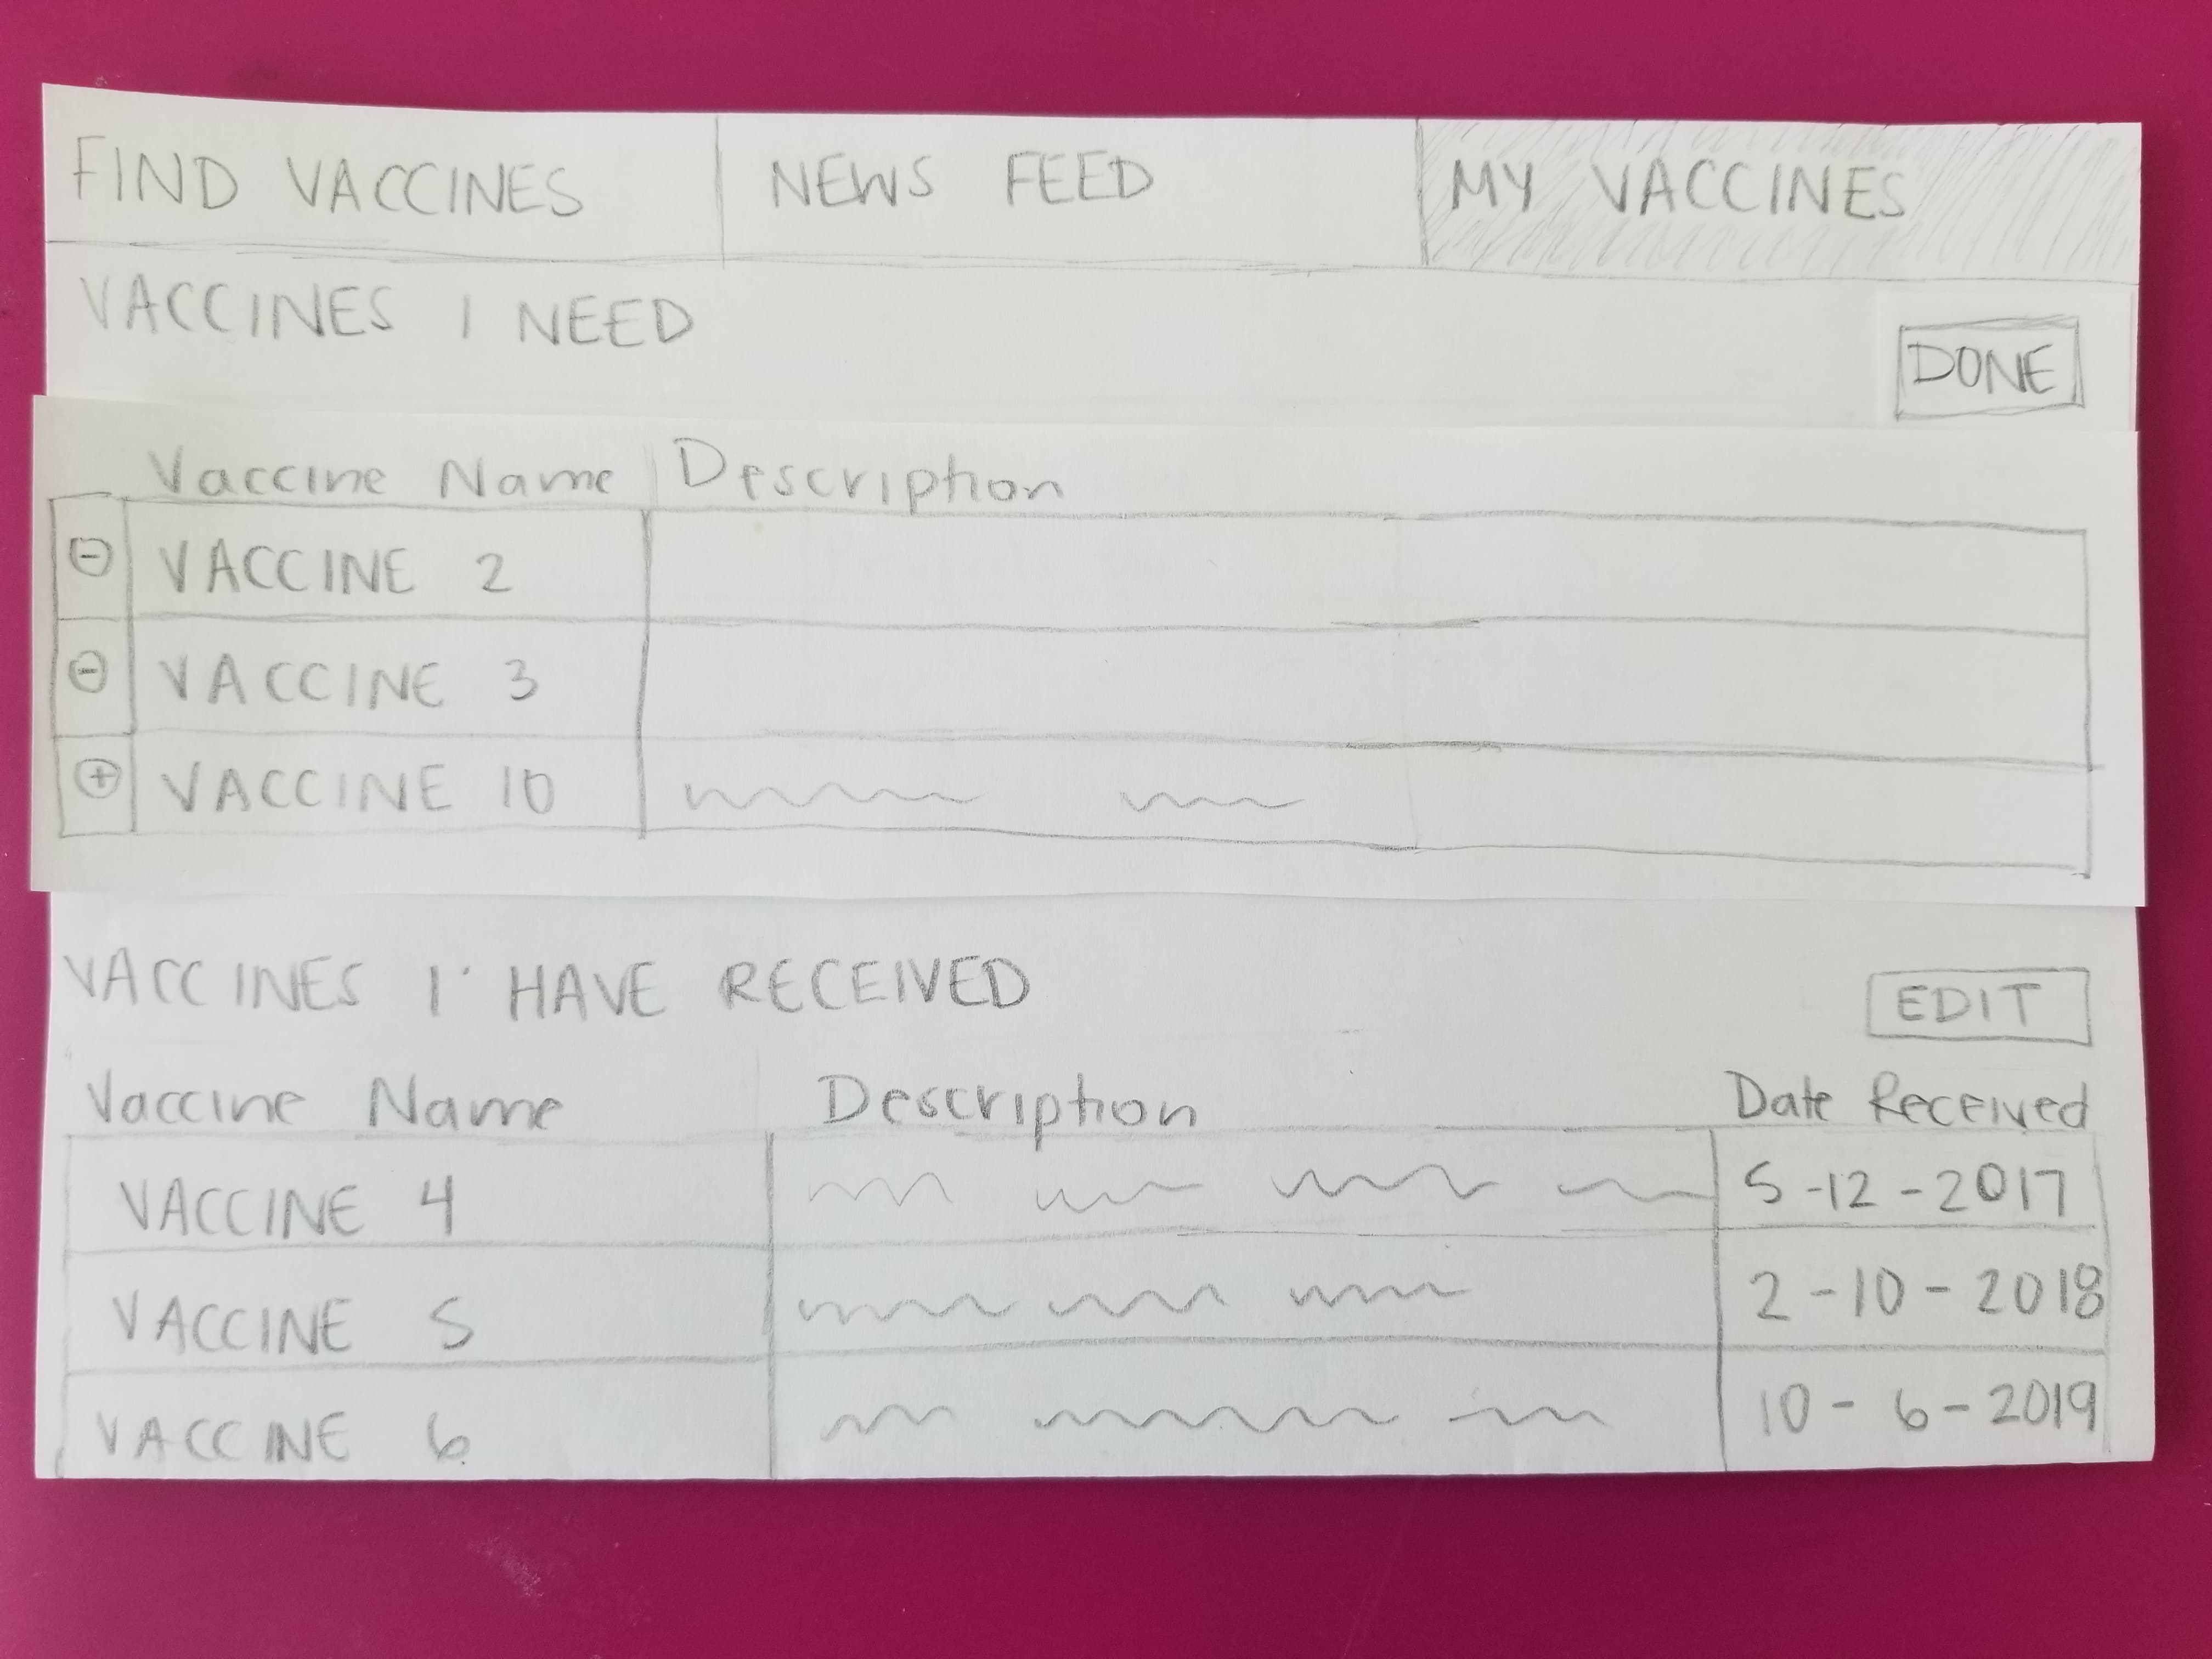 FIND VACCINES NEWS FEED MY VACCINES
VACCINES I NEED
DONE
Vaccine Name Description
- VACCINE 2
- VACCINE 3
+ VACCINE 10
VACCINES I HAVE RECEIVED EDIT
Vaccine Name Description Date Received
VACCINE 4 5-12-2017
VACCINE 5 2-10-2018
VACCINE 6 10-6-2019